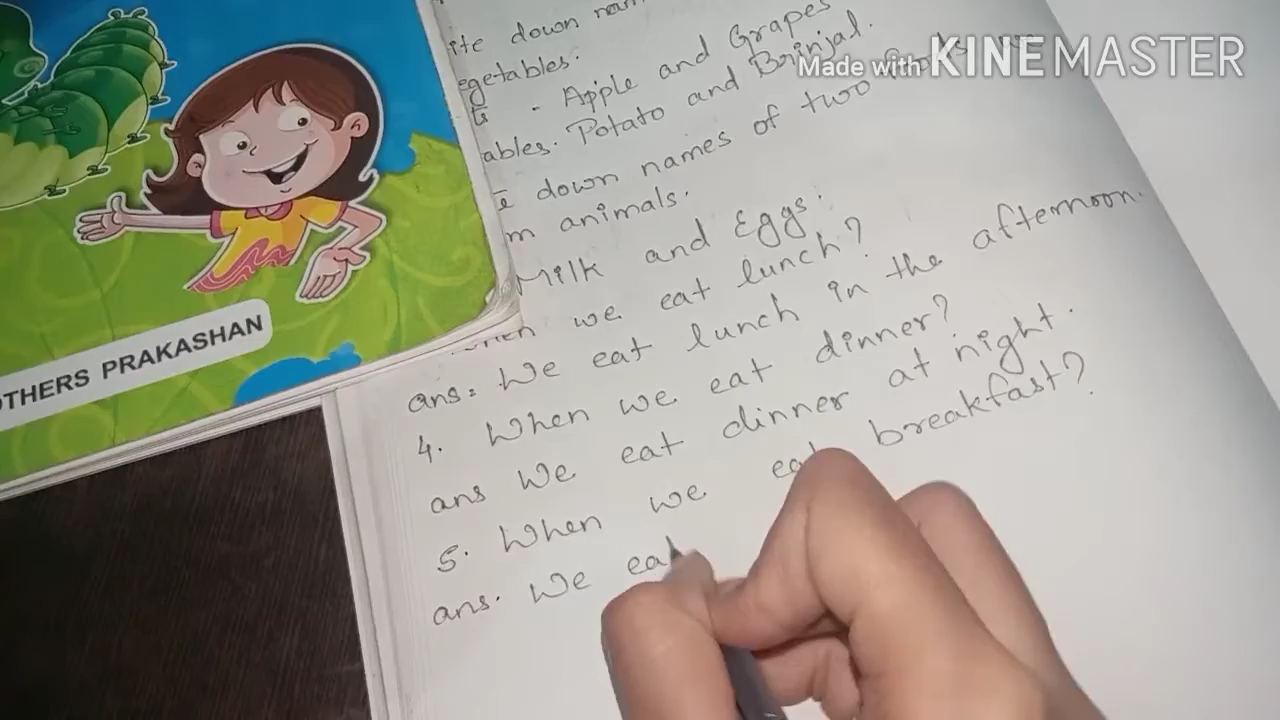 ite down nam
egetables.
ts - Apple and Grapes
ables. Potato and Brinjal.
e down names of two
m animals.
Milk and Eggs.
when we eat lunch?
ans: We eat lunch in the afternoon.
4. When we eat dinner?
ans We eat dinner at night.
5. When we eat breakfast?
ans. We ea
Made with KINEMASTER
OTHERS PRAKASHAN